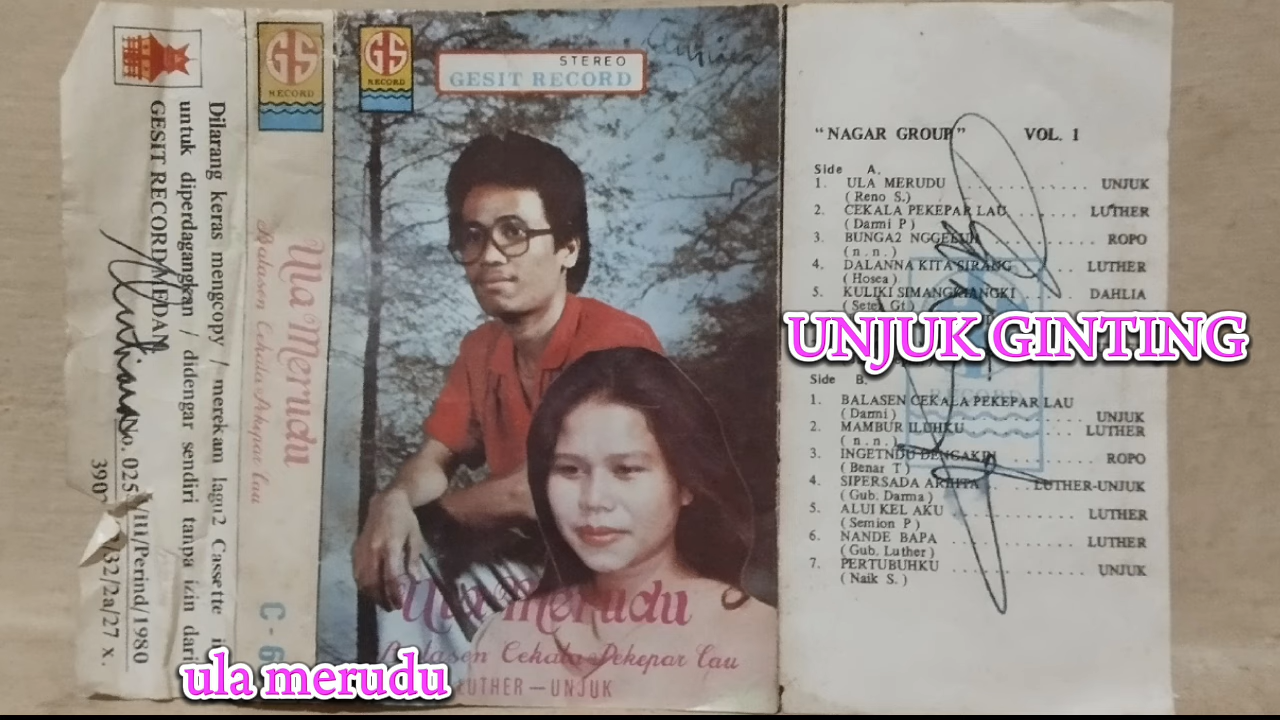 Dilarang keras mengcopy / merekam lagu2 Cassette
untuk diperdagangkan / didengar sendiri tanpa izin dari
GESIT RECORD MEDAN
No. 025 /III/Perind/1980
/32/2a/27 x.
GS
RECORD
Ula Merudu
Balasen Cekala Pekepar Lau
GS
RECORD
STEREO
GESIT RECORD
Ula Merudu
Balasen Cekala Pekepar Lau
LUTHER — UNJUK
ula merudu
"NAGAR GROUP" VOL. 1
Side A.
1. ULA MERUDU .......... UNJUK
( Reno S.)
2. CEKALA PEKEPAR LAU ....... LUTHER
( Darmi P )
3. BUNGA2 NGGELUH ROPO
( n . n . )
4. DALANNA KITA SIRANG LUTHER
( Hosea )
5. KULIKI SIMANGKIANGKI DAHLIA
UNJUK GINTING
Side B.
1. BALASEN CEKALA PEKEPAR LAU
( Darmi ) UNJUK
2. MAMBUR ILUHKU LUTHER
( n . n . )
3. INGETNDU DENGAKIN ROPO
( Benar T )
4. SIPERSADA ARIHTA ..... LUTHER-UNJUK
( Gub. Darma )
5. ALUI KEL AKU .......... LUTHER
( Semion P )
6. NANDE BAPA .......... LUTHER
( Gub. Luther )
7. PERTUBUHKU .......... UNJUK
( Naik S. )